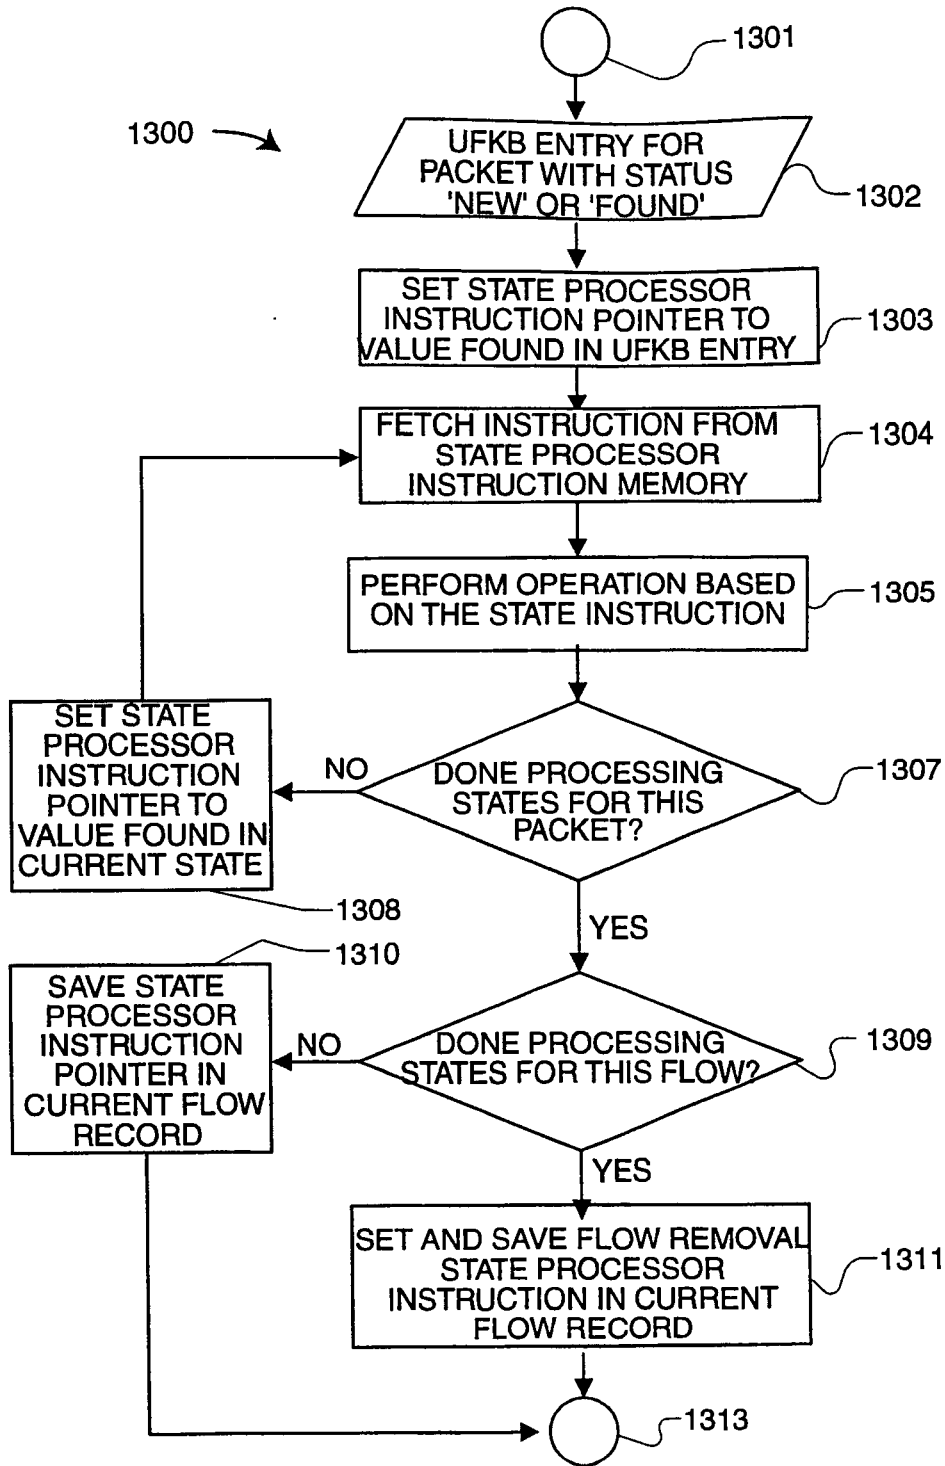 1301
1300
UFKB ENTRY FOR
PACKET WITH STATUS
'NEW' OR 'FOUND'
1302
SET STATE PROCESSOR
INSTRUCTION POINTER TO
VALUE FOUND IN UFKB ENTRY
1303
FETCH INSTRUCTION FROM
STATE PROCESSOR
INSTRUCTION MEMORY
1304
PERFORM OPERATION BASED
ON THE STATE INSTRUCTION
1305
DONE PROCESSING
STATES FOR THIS
PACKET?
1307
NO
SET STATE
PROCESSOR
INSTRUCTION
POINTER TO
VALUE FOUND IN
CURRENT STATE
1308
YES
1310
SAVE STATE
PROCESSOR
INSTRUCTION
POINTER IN
CURRENT FLOW
RECORD
NO
DONE PROCESSING
STATES FOR THIS FLOW?
1309
YES
SET AND SAVE FLOW REMOVAL
STATE PROCESSOR
INSTRUCTION IN CURRENT
FLOW RECORD
1311
1313